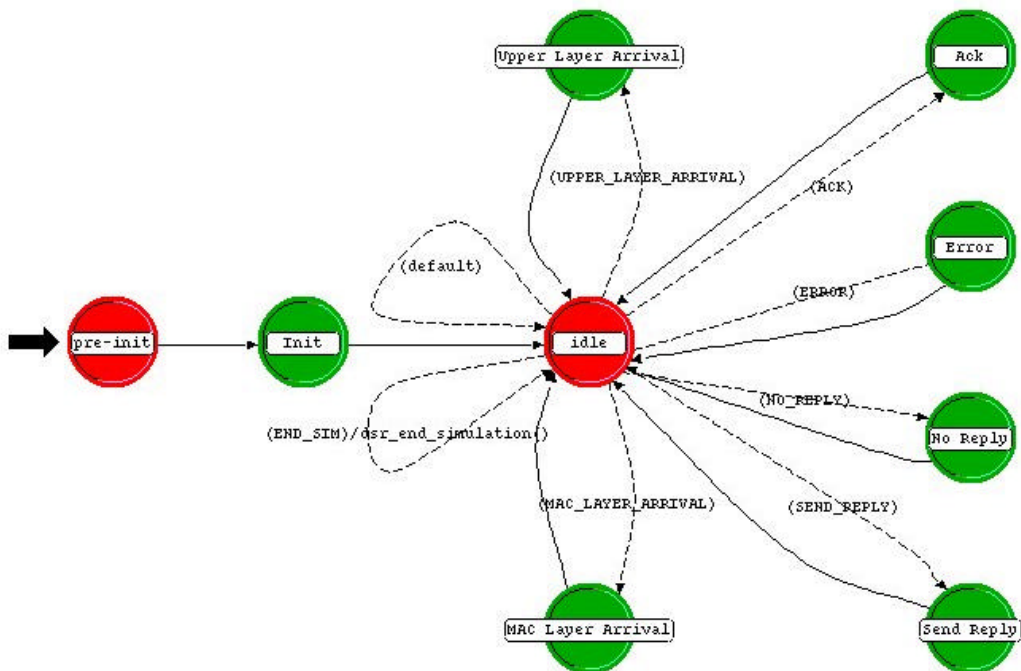 Upper Layer Arrival
Ack
(UPPER_LAYER_ARRIVAL)
(ACK)
Error
(default)
(ERROR)
pre-init
Init
idle
(NO_REPLY)
(END_SIM)/dsr_end_simulation()
No Reply
(MAC_LAYER_ARRIVAL)
(SEND_REPLY)
MAC Layer Arrival
Send Reply